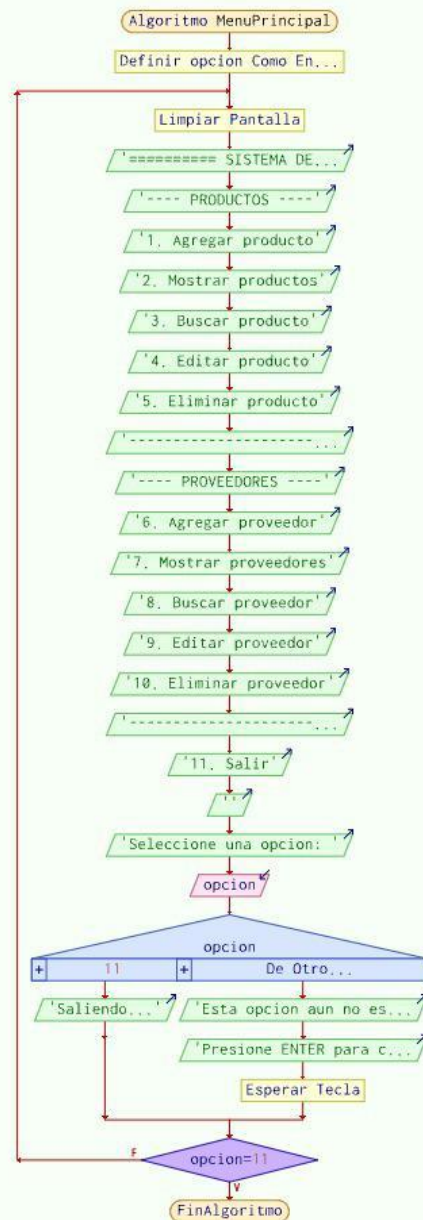 Algoritmo MenuPrincipal
Definir opcion Como En...
Limpiar Pantalla
'========== SISTEMA DE...
'---- PRODUCTOS ----'
'1. Agregar producto'
'2. Mostrar productos'
'3. Buscar producto'
'4. Editar producto'
'5. Eliminar producto'
'---------------------...
'---- PROVEEDORES ----'
'6. Agregar proveedor'
'7. Mostrar proveedores'
'8. Buscar proveedor'
'9. Editar proveedor'
'10. Eliminar proveedor'
'---------------------...
'11. Salir'
''
'Seleccione una opcion: '
opcion
opcion
+ 11 + De Otro...
'Saliendo...' 'Esta opcion aun no es...
'Presione ENTER para c...
Esperar Tecla
F opcion=11
V
FinAlgoritmo